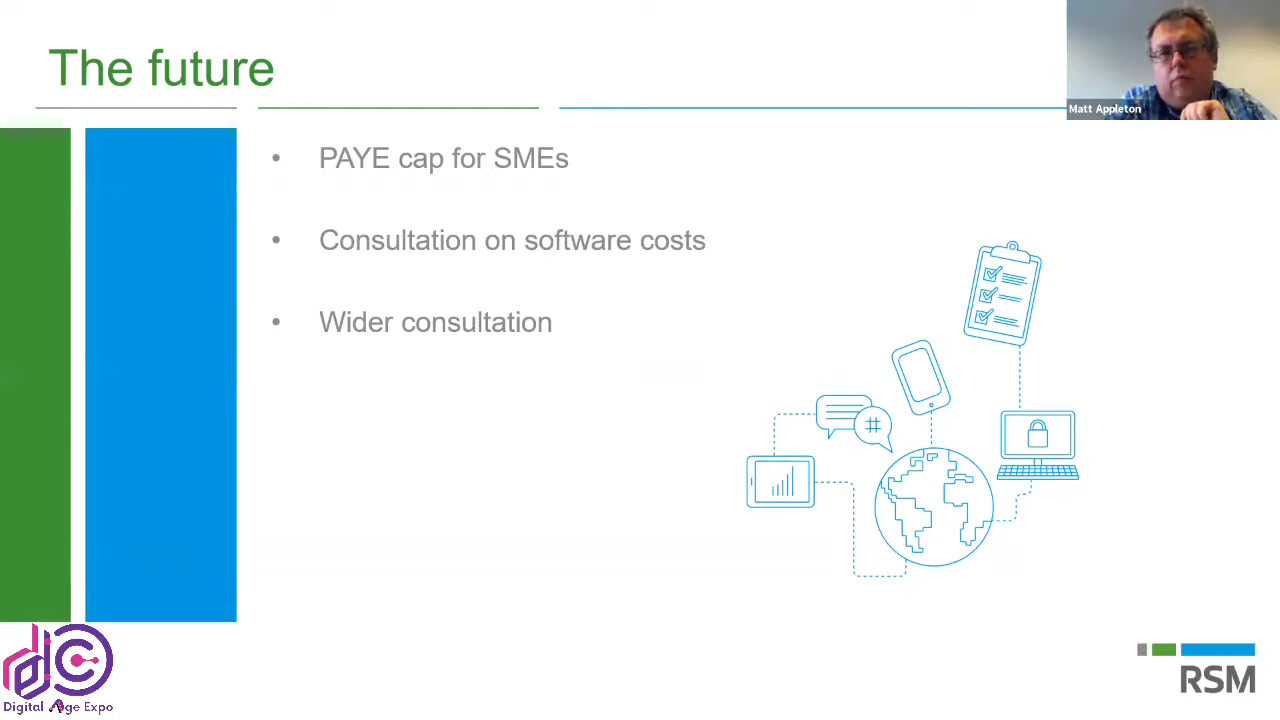 The future
Matt Appleton
• PAYE cap for SMEs
• Consultation on software costs
• Wider consultation
#
RSM
Digital Age Expo